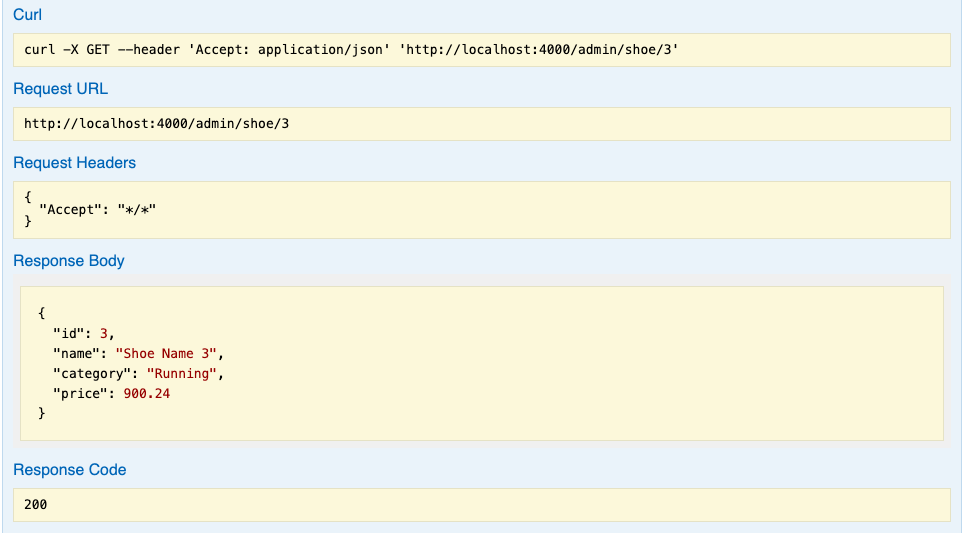 Curl
curl -X GET --header 'Accept: application/json' 'http://localhost:4000/admin/shoe/3'
Request URL
http://localhost:4000/admin/shoe/3
Request Headers
{
"Accept": "*/*"
}
Response Body
{
"id": 3,
"name": "Shoe Name 3",
"category": "Running",
"price": 900.24
}
Response Code
200